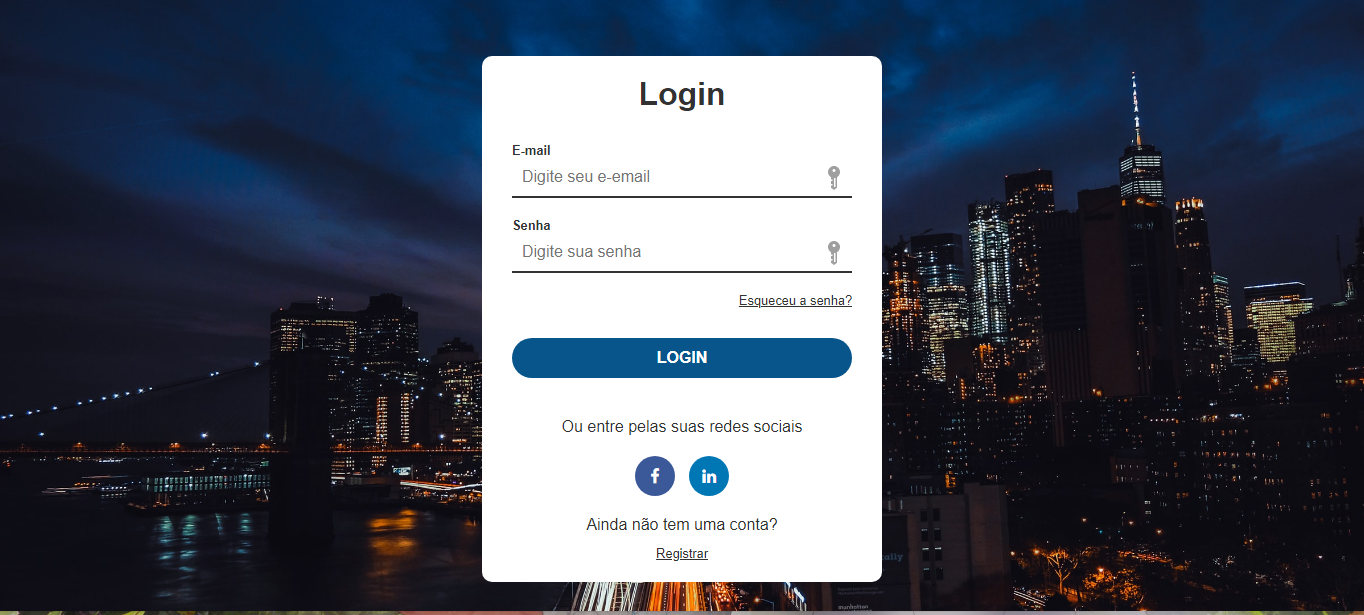 Login
E-mail
Digite seu e-email
Senha
Digite sua senha
Esqueceu a senha?
LOGIN
Ou entre pelas suas redes sociais
f in
Ainda não tem uma conta?
Registrar